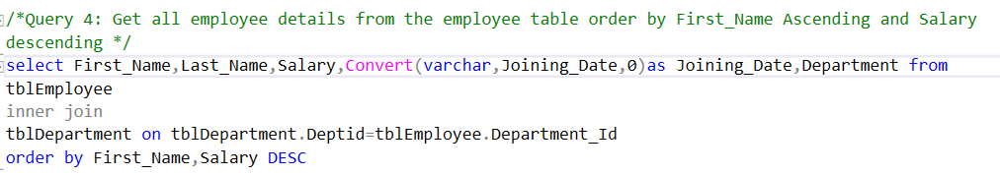 /*Query 4: Get all employee details from the employee table order by First_Name Ascending and Salary
descending */
select First_Name,Last_Name,Salary,Convert(varchar,Joining_Date,0)as Joining_Date,Department from
tblEmployee
inner join
tblDepartment on tblDepartment.Deptid=tblEmployee.Department_Id
order by First_Name,Salary DESC